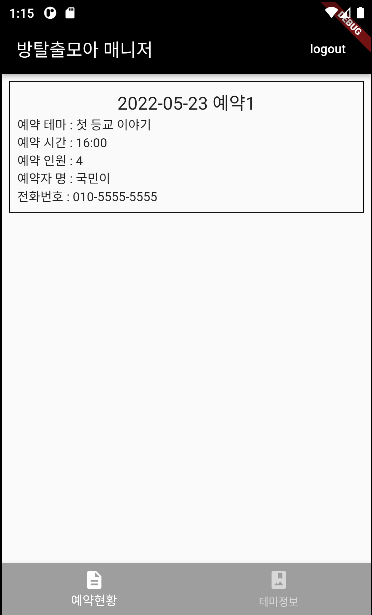 1:15
DEBUG
방탈출모아 매니저
logout
2022-05-23 예약1
예약 테마 : 첫 등교 이야기
예약 시간 : 16:00
예약 인원 : 4
예약자 명 : 국민이
전화번호 : 010-5555-5555
예약현황
테마정보